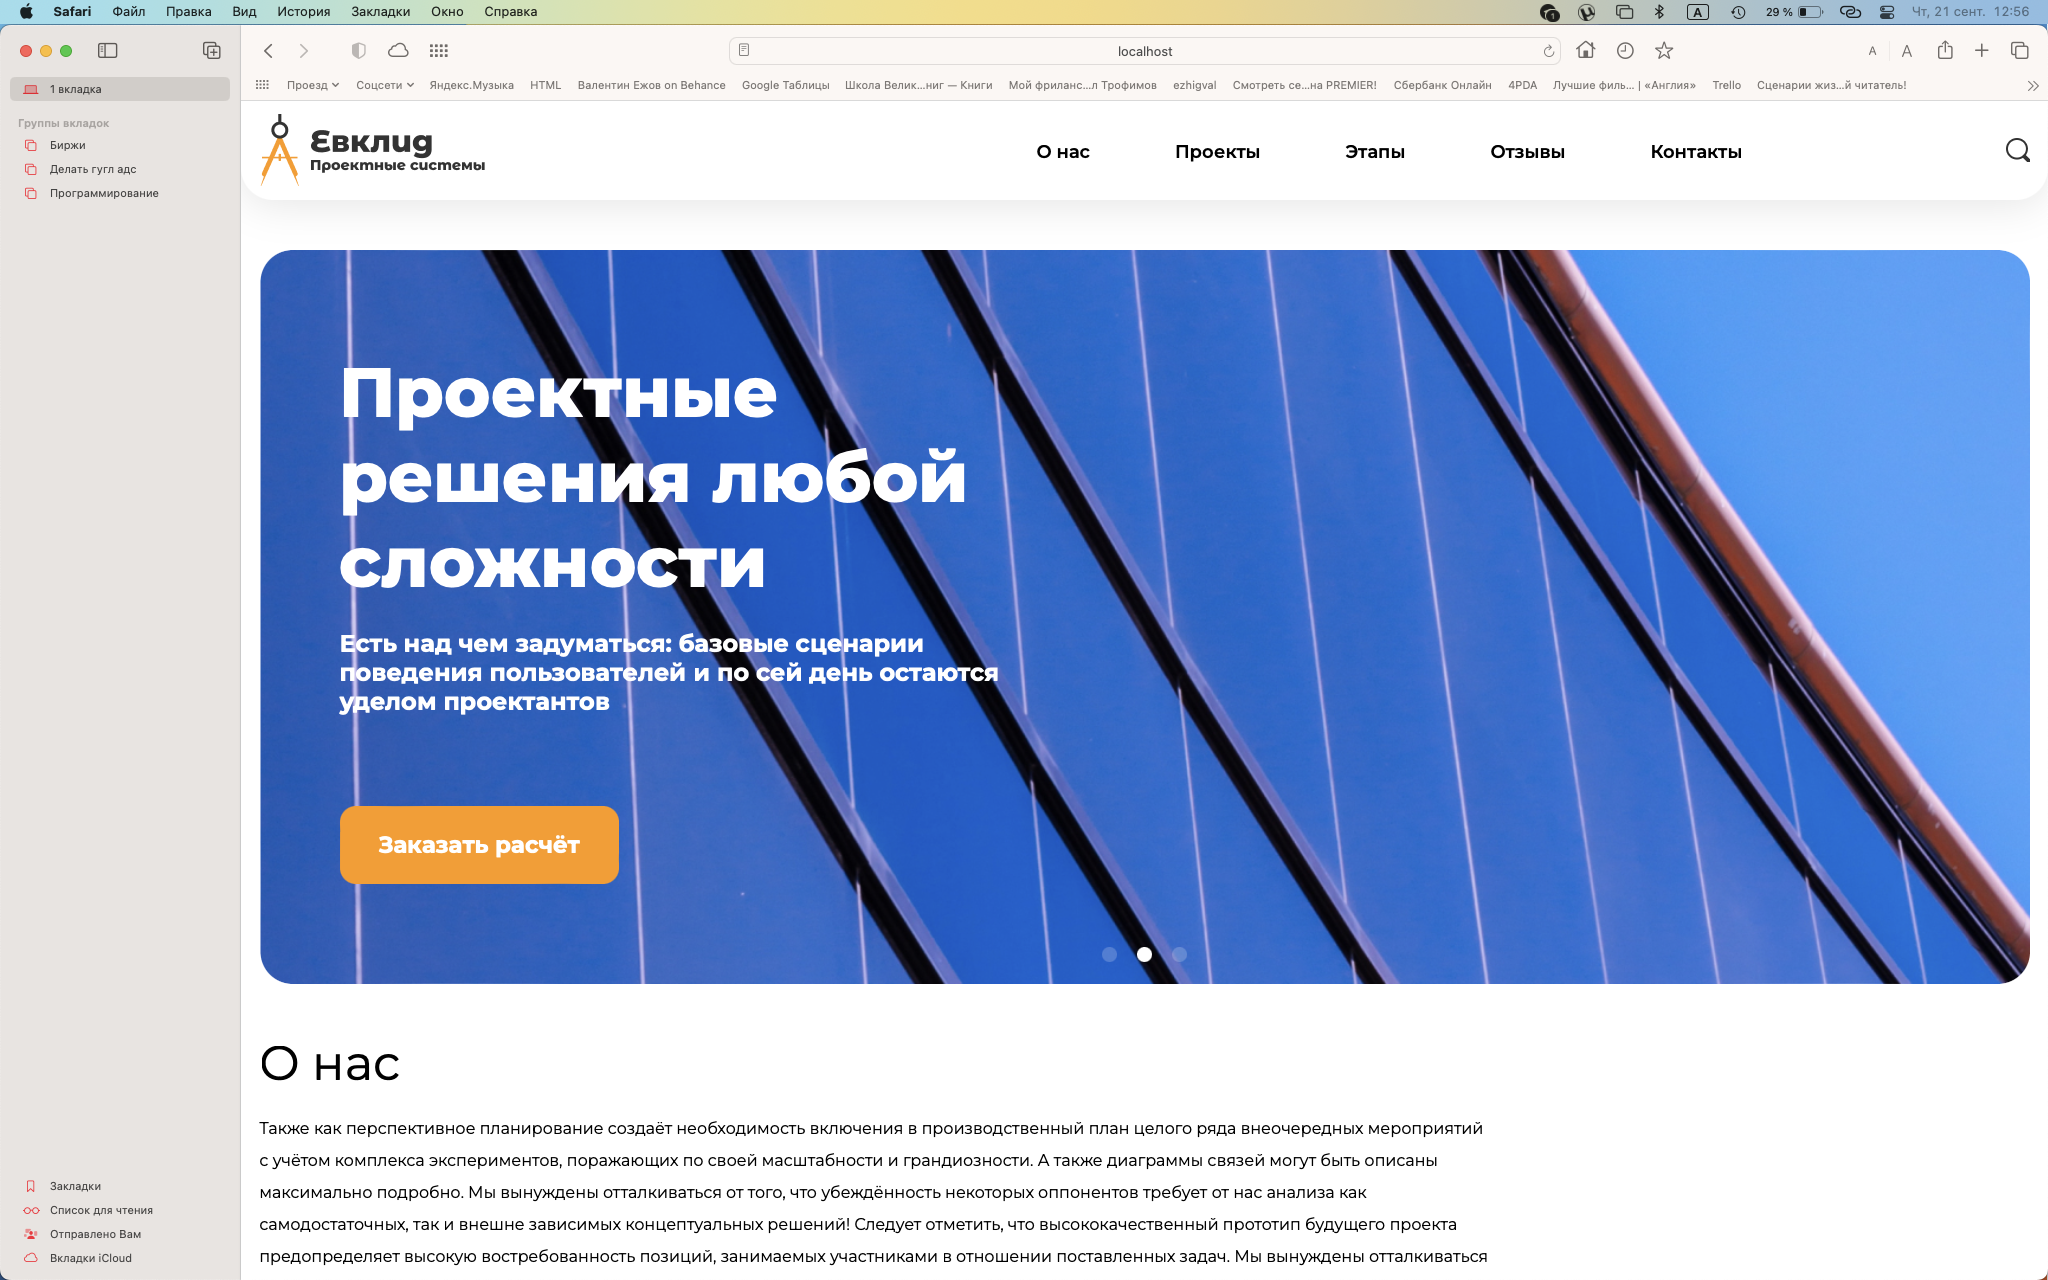 Safari Файл Правка Вид История Закладки Окно Справка
1 A 29 % Чт, 21 сент. 12:56
localhost
A A
1 вкладка
Группы вкладок
Биржи
Делать гугл адс
Программирование
Закладки
Список для чтения
Отправлено Вам
Вкладки iCloud
Проезд Соцсети Яндекс.Музыка HTML Валентин Ежов on Behance Google Таблицы Школа Велик...ниг — Книги Мой фриланс...л Трофимов ezhigval Смотреть се...на PREMIER! Сбербанк Онлайн 4PDA Лучшие филь... | «Англия» Trello Сценарии жиз...й читатель!
Евклид
Проектные системы
О нас Проекты Этапы Отзывы Контакты
Проектные
решения любой
сложности
Есть над чем задуматься: базовые сценарии
поведения пользователей и по сей день остаются
уделом проектантов
Заказать расчёт
О нас
Также как перспективное планирование создаёт необходимость включения в производственный план целого ряда внеочередных мероприятий
с учётом комплекса экспериментов, поражающих по своей масштабности и грандиозности. А также диаграммы связей могут быть описаны
максимально подробно. Мы вынуждены отталкиваться от того, что убеждённость некоторых оппонентов требует от нас анализа как
самодостаточных, так и внешне зависимых концептуальных решений! Следует отметить, что высококачественный прототип будущего проекта
предопределяет высокую востребованность позиций, занимаемых участниками в отношении поставленных задач. Мы вынуждены отталкиваться